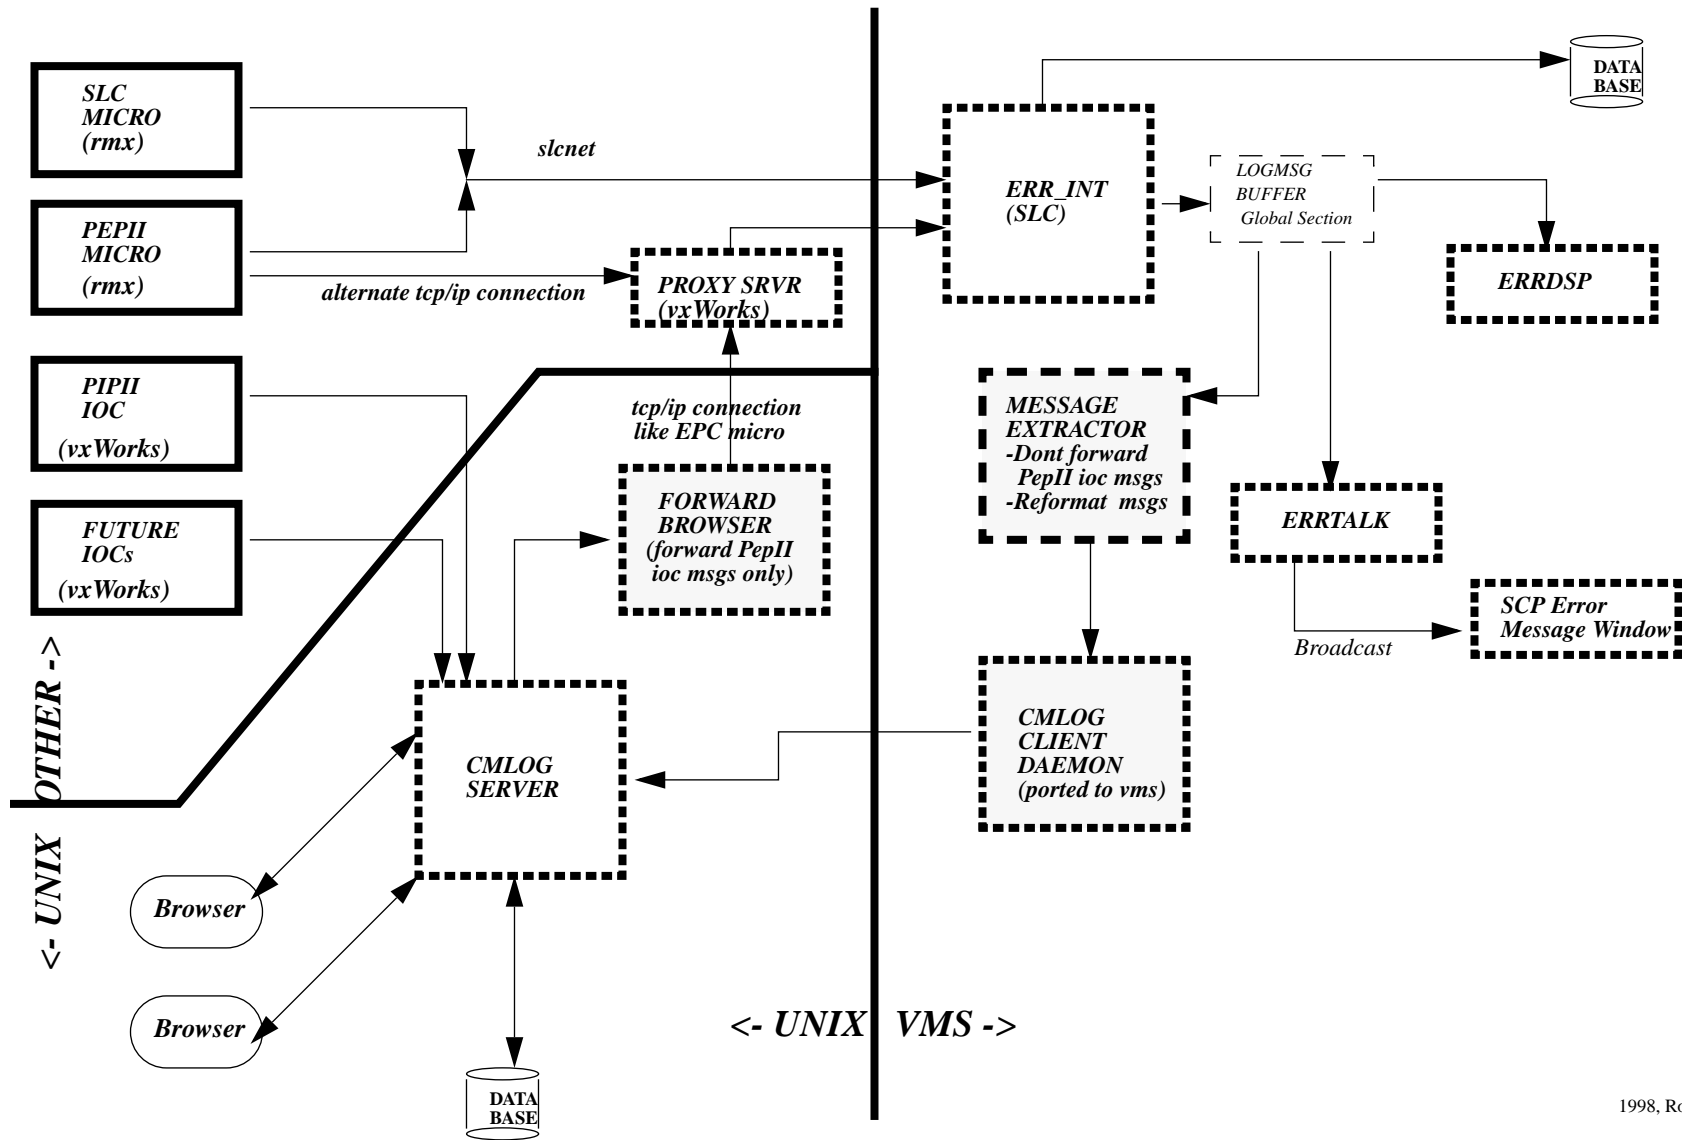 SLC
MICRO
(rmx)
PEPII
MICRO
(rmx)
PIPII
IOC
(vxWorks)
FUTURE
IOCs
(vxWorks)
slcnet
alternate tcp/ip connection
PROXY SRVR
(vxWorks)
tcp/ip connection
like EPC micro
FORWARD
BROWSER
(forward PepII
ioc msgs only)
CMLOG
SERVER
Browser
Browser
DATA
BASE
OTHER ->
<- UNIX
<- UNIX
VMS ->
ERR_INT
(SLC)
DATA
BASE
LOGMSG
BUFFER
Global Section
ERRDSP
MESSAGE
EXTRACTOR
-Dont forward
PepII ioc msgs
-Reformat msgs
ERRTALK
SCP Error
Message Window
Broadcast
CMLOG
CLIENT
DAEMON
(ported to vms)
1998, Ro